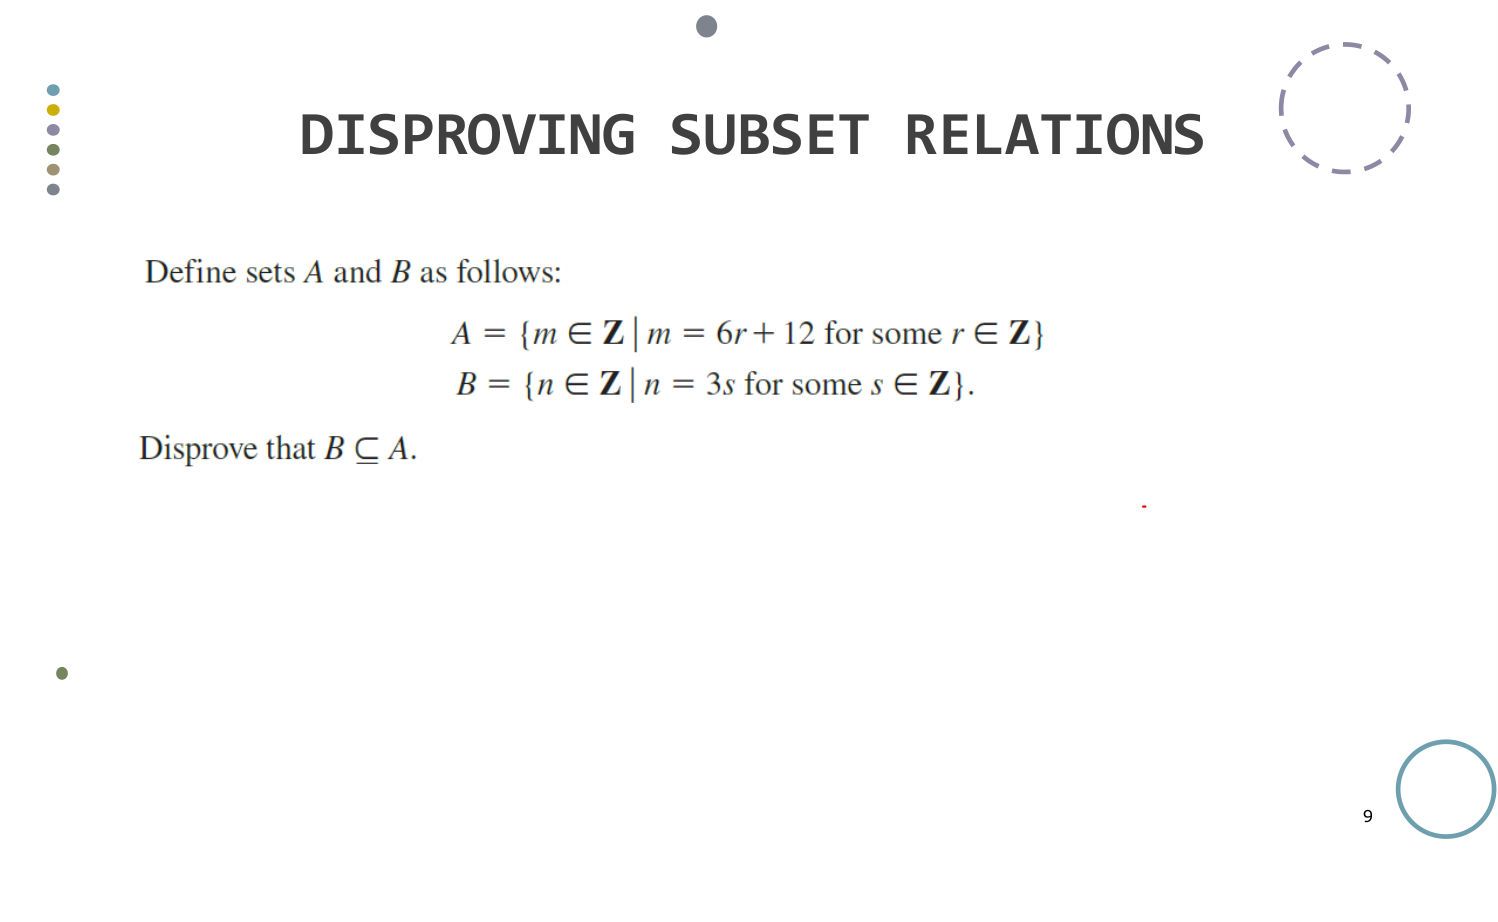 DISPROVING SUBSET RELATIONS
Define sets A and B as follows:
A = {m ∈ Z | m = 6r + 12 for some r ∈ Z}
B = {n ∈ Z | n = 3s for some s ∈ Z}.
Disprove that B ⊆ A.
9